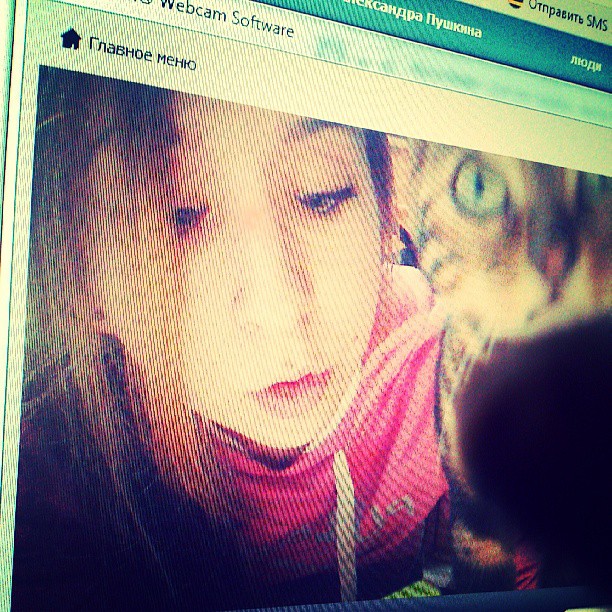 Webcam Software
лександра Пушкина
Отправить SMS
люди
Главное меню